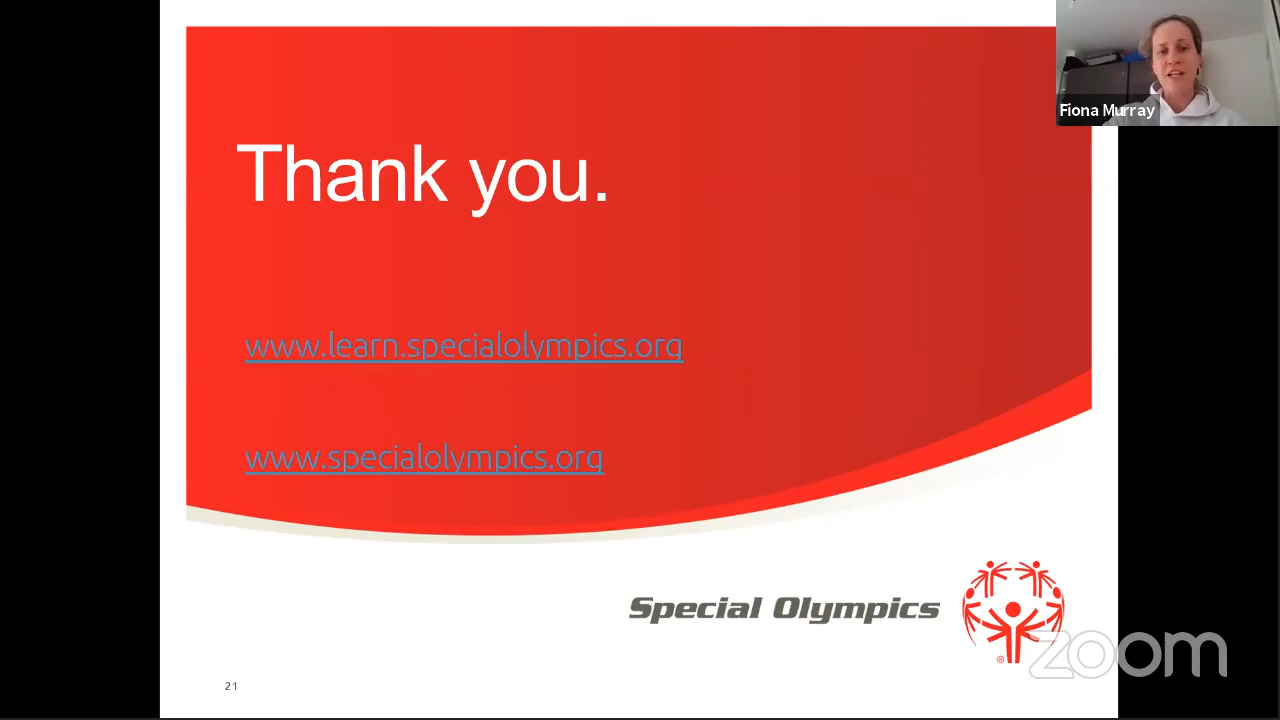 Thank you.
Fiona Murray
www.learn.specialolympics.org
www.specialolympics.org
Special Olympics
®
zoom
21